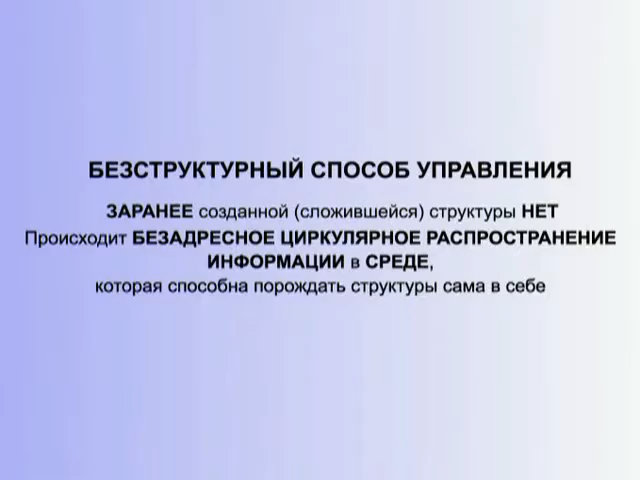 БЕЗСТРУКТУРНЫЙ СПОСОБ УПРАВЛЕНИЯ
ЗАРАНЕЕ созданной (сложившейся) структуры НЕТ
Происходит БЕЗАДРЕСНОЕ ЦИРКУЛЯРНОЕ РАСПРОСТРАНЕНИЕ
ИНФОРМАЦИИ в СРЕДЕ,
которая способна порождать структуры сама в себе